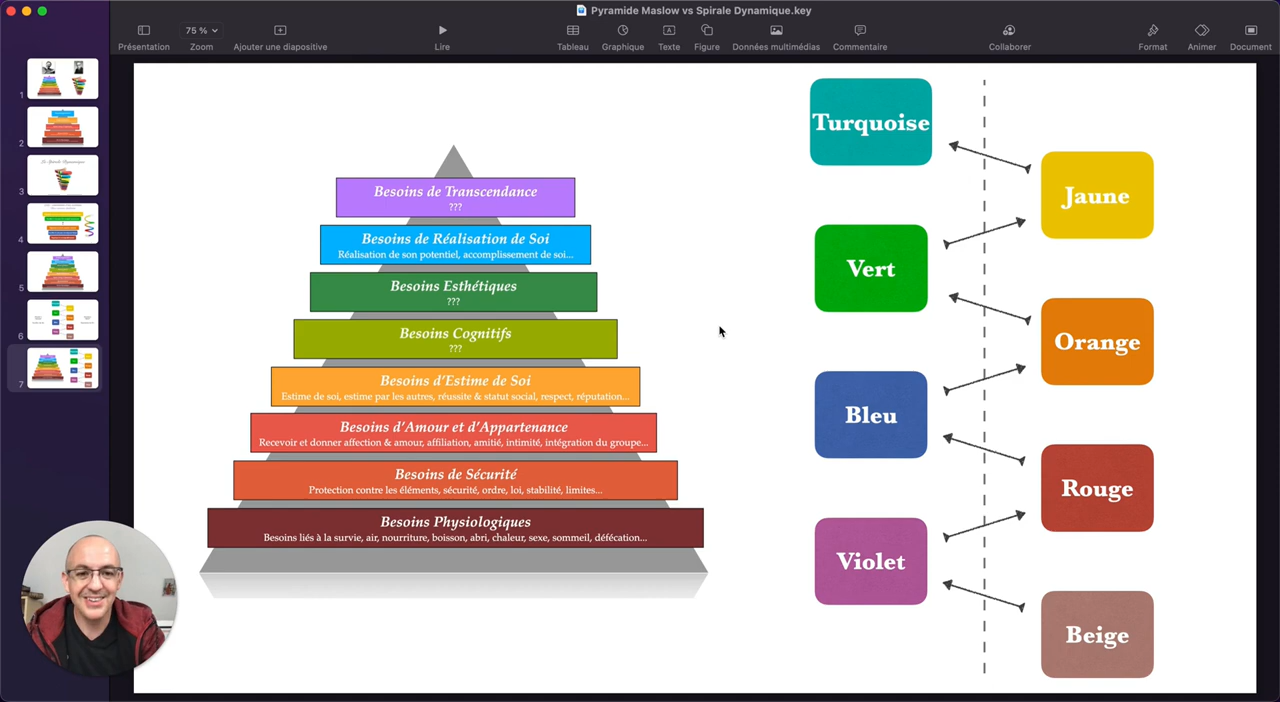 Pyramide Maslow vs Spirale Dynamique.key
75 %
Présentation
Zoom
Ajouter une diapositive
Lire
Tableau
Graphique
Texte
Figure
Données multimédias
Commentaire
Collaborer
Format
Animer
Document
1
2
3
4
5
6
7
La Spirale Dynamique
Besoins de Transcendance
???
Besoins de Réalisation de Soi
Réalisation de son potentiel, accomplissement de soi...
Besoins Esthétiques
???
Besoins Cognitifs
???
Besoins d'Estime de Soi
Estime de soi, estime par les autres, réussite & statut social, respect, réputation...
Besoins d'Amour et d'Appartenance
Recevoir et donner affection & amour, affiliation, amitié, intimité, intégration du groupe...
Besoins de Sécurité
Protection contre les éléments, sécurité, ordre, loi, stabilité, limites...
Besoins Physiologiques
Besoins liés à la survie, air, nourriture, boisson, abri, chaleur, sexe, sommeil, défécation...
Turquoise
Jaune
Vert
Orange
Bleu
Rouge
Violet
Beige